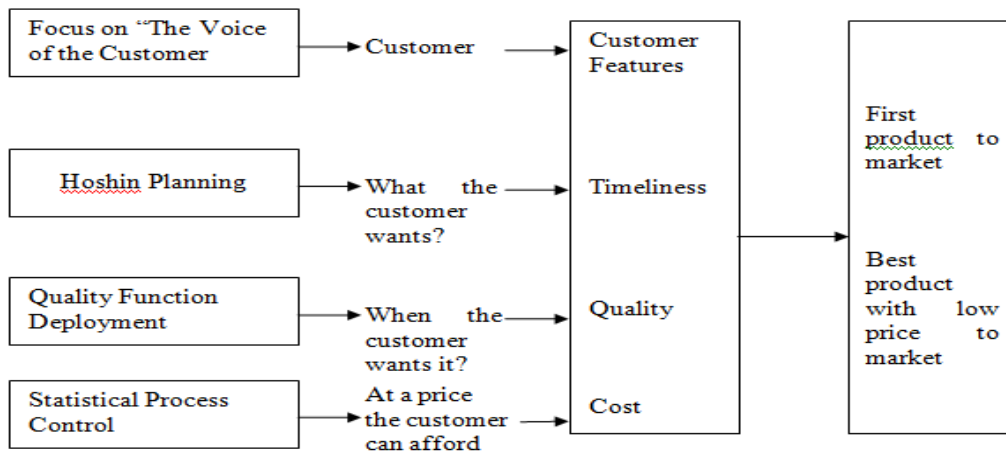 Focus on “The Voice
of the Customer
Customer
Customer
Features
Hoshin Planning
What the
customer
wants?
Timeliness
First
product to
market
Quality Function
Deployment
When the
customer
wants it?
Quality
Best
product
with low
price to
market
Statistical Process
Control
At a price
the customer
can afford
Cost